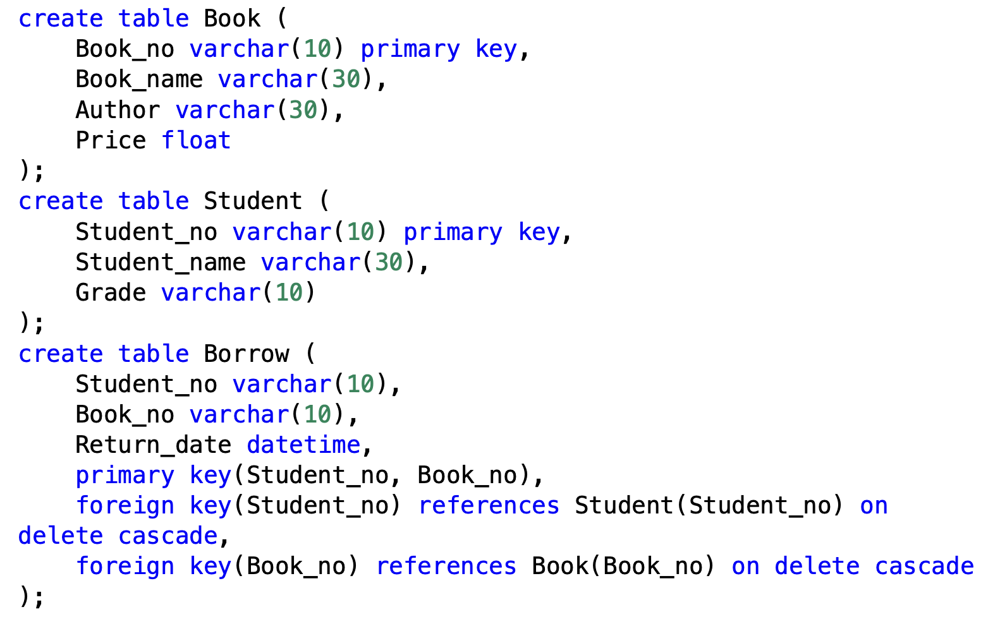 create table Book (
    Book_no varchar(10) primary key,
    Book_name varchar(30),
    Author varchar(30),
    Price float
);
create table Student (
    Student_no varchar(10) primary key,
    Student_name varchar(30),
    Grade varchar(10)
);
create table Borrow (
    Student_no varchar(10),
    Book_no varchar(10),
    Return_date datetime,
    primary key(Student_no, Book_no),
    foreign key(Student_no) references Student(Student_no) on
delete cascade,
    foreign key(Book_no) references Book(Book_no) on delete cascade
);